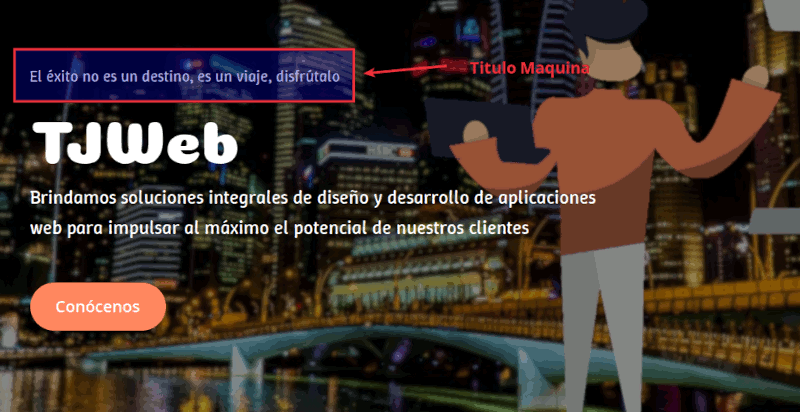 El éxito no es un destino, es un viaje, disfrútalo
Titulo Maquina
TJWeb
Brindamos soluciones integrales de diseño y desarrollo de aplicaciones
web para impulsar al máximo el potencial de nuestros clientes
Conócenos